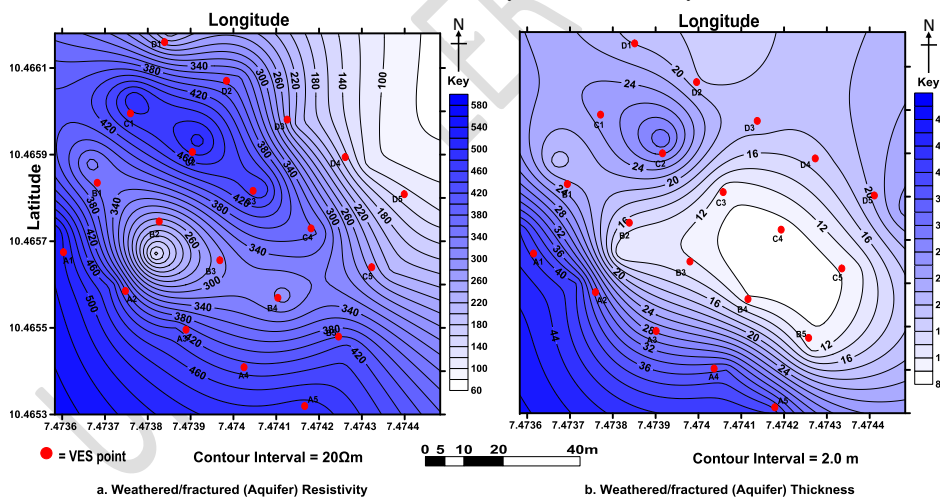 Longitude
Longitude
N
N
Key
Key
Latitude
10.4661
10.4659
10.4657
10.4655
10.4653
7.4736 7.4737 7.4738 7.4739 7.474 7.4741 7.4742 7.4743 7.4744
7.4736 7.4737 7.4738 7.4739 7.474 7.4741 7.4742 7.4743 7.4744
580
540
500
460
420
380
340
300
260
220
180
140
100
60
D1
D2
D3
D4
D5
C1
C3
C4
C5
B1
B2
B3
B4
A1
A2
A3
A4
A5
380
340
300
220
180
140
100
420
420
460
380
380
340
300
260
180
420
460
500
380
340
260
300
340
340
380
380
420
420
460
460
D1
D2
D3
D4
D5
C1
C2
C3
C4
C5
B1
B2
B3
B4
B5
A1
A2
A3
A4
A5
20
24
24
20
16
16
12
12
20
16
24
28
32
36
40
44
16
20
24
28
32
36
16
20
24
12
16
8
= VES point
Contour Interval = 20Ωm
0 5 10 20 40m
Contour Interval = 2.0 m
a. Weathered/fractured (Aquifer) Resistivity
b. Weathered/fractured (Aquifer) Thickness